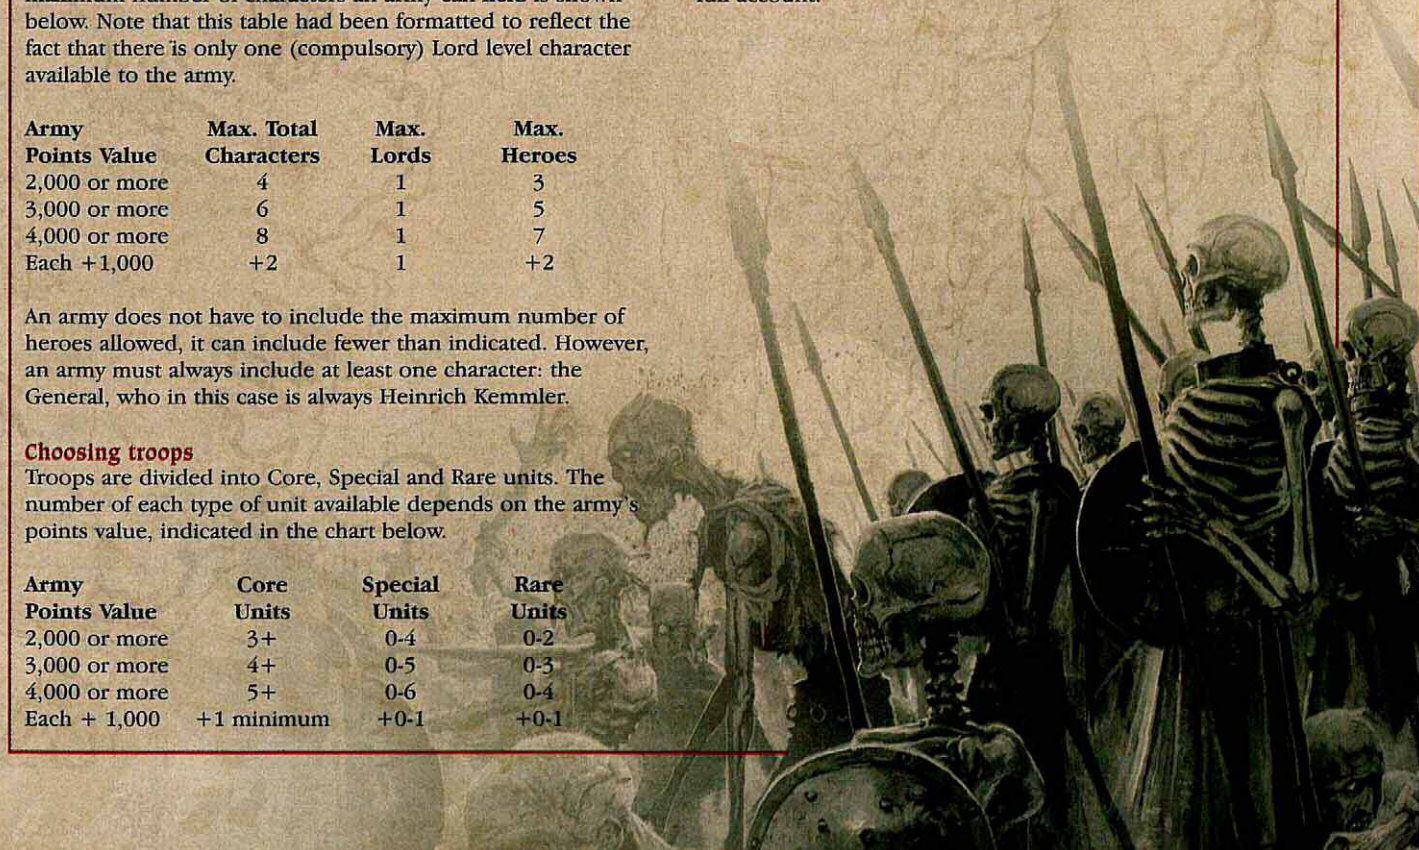 below. Note that this table had been formatted to reflect the
fact that there is only one (compulsory) Lord level character
available to the army.
Army Max. Total Max. Max.
Points Value Characters Lords Heroes
2,000 or more 4 1 3
3,000 or more 6 1 5
4,000 or more 8 1 7
Each +1,000 +2 1 +2
An army does not have to include the maximum number of
heroes allowed, it can include fewer than indicated. However,
an army must always include at least one character: the
General, who in this case is always Heinrich Kemmler.
Choosing troops
Troops are divided into Core, Special and Rare units. The
number of each type of unit available depends on the army's
points value, indicated in the chart below.
Army Core Special Rare
Points Value Units Units Units
2,000 or more 3+ 0-4 0-2
3,000 or more 4+ 0-5 0-3
4,000 or more 5+ 0-6 0-4
Each + 1,000 +1 minimum +0-1 +0-1